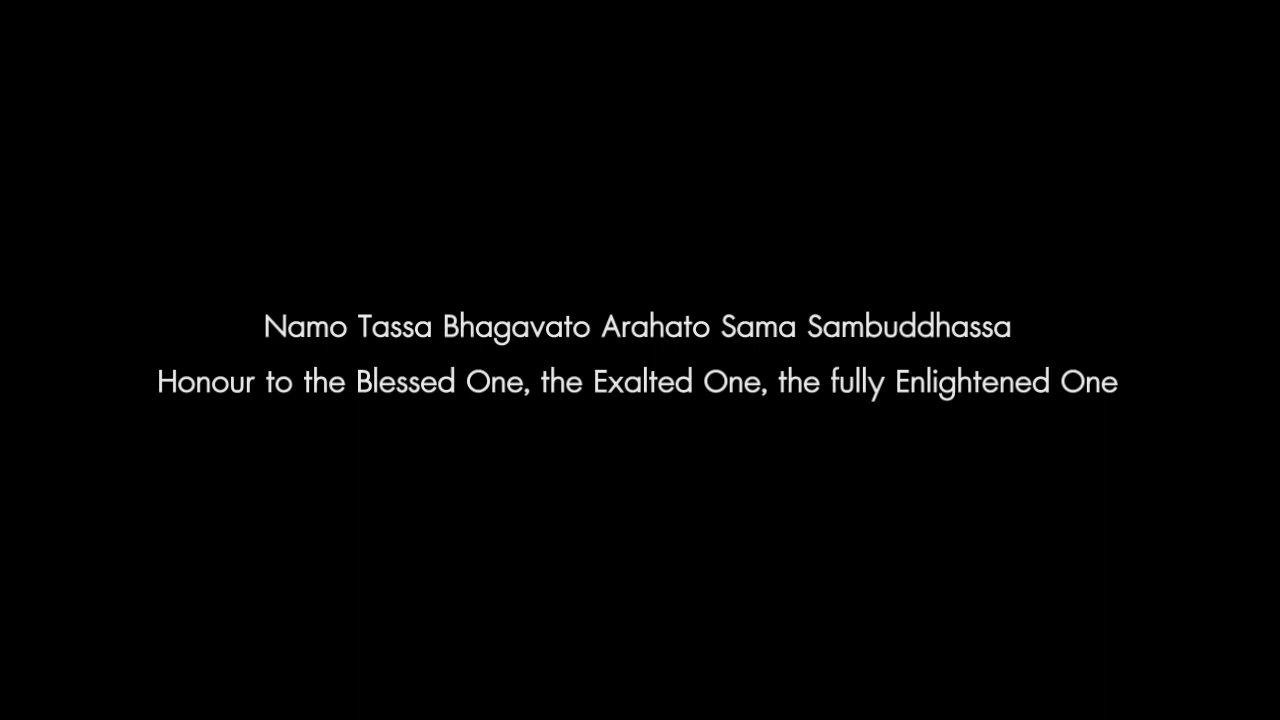 Namo Tassa Bhagavato Arahato Sama Sambuddhassa
Honour to the Blessed One, the Exalted One, the fully Enlightened One